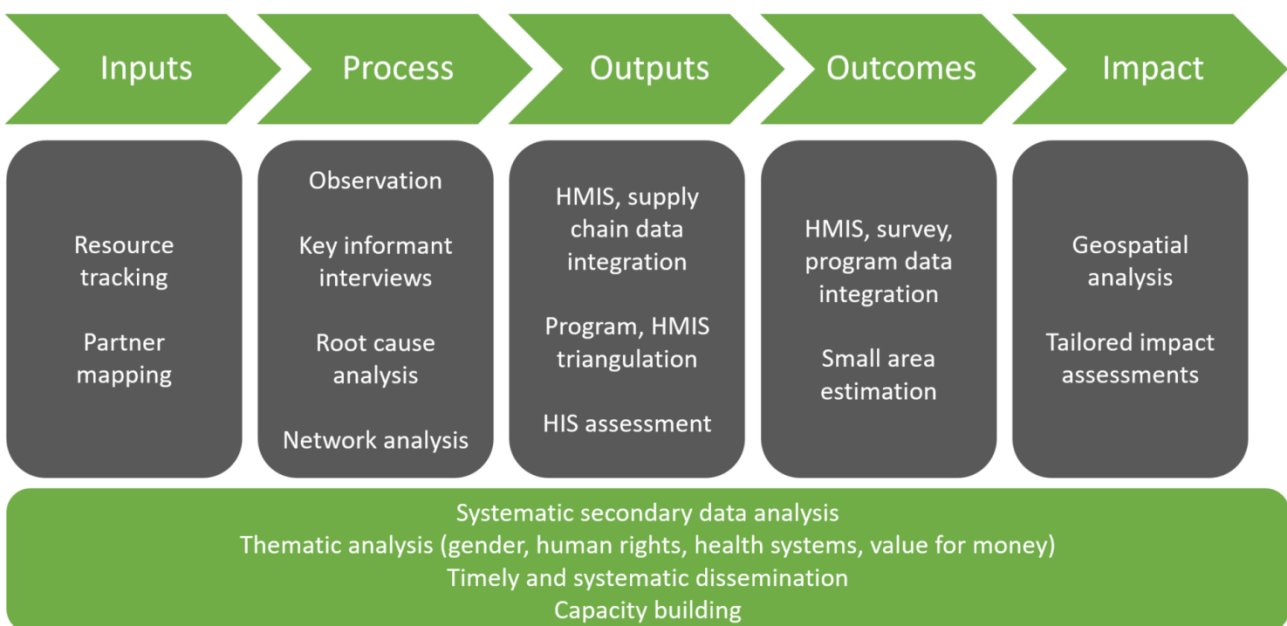 Inputs
Process
Outputs
Outcomes
Impact
Resource
tracking
Partner
mapping
Observation
Key informant
interviews
Root cause
analysis
Network analysis
HMIS, supply
chain data
integration
Program, HMIS
triangulation
HIS assessment
HMIS, survey,
program data
integration
Small area
estimation
Geospatial
analysis
Tailored impact
assessments
Systematic secondary data analysis
Thematic analysis (gender, human rights, health systems, value for money)
Timely and systematic dissemination
Capacity building